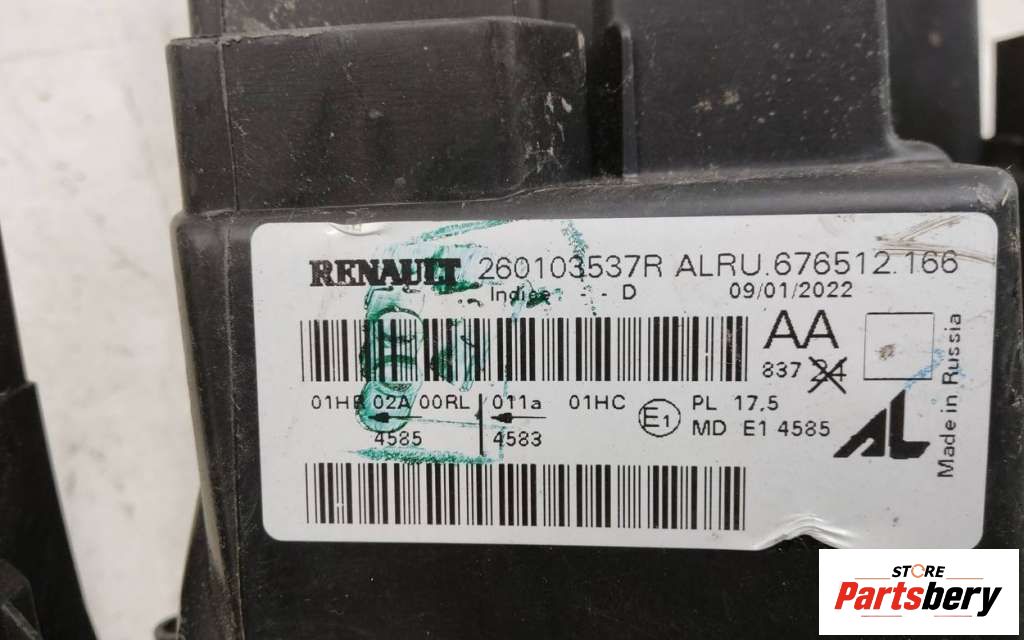 RENAULT 260103537R ALRU.676512.166
Indice - - D 09/01/2022
AA
837 24
01HR 02A 00RL 011a 01HC E1 PL 17,5
4585 4583 MD E1 4585
AL
Made in Russia
STORE
Partsbery